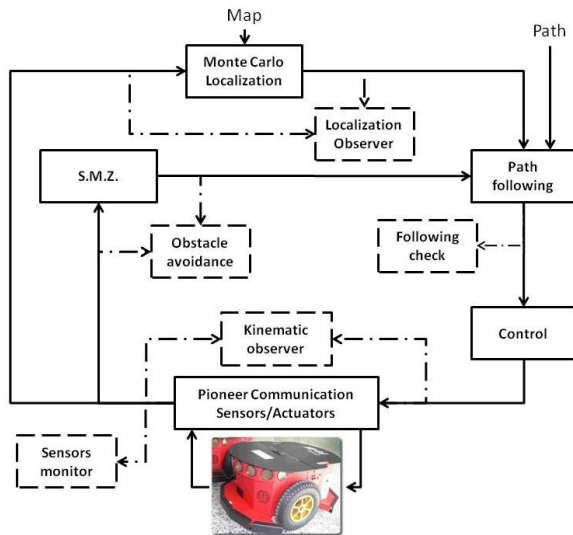 Map
Path
Monte Carlo
Localization
Localization
Observer
S.M.Z.
Path
following
Obstacle
avoidance
Following
check
Kinematic
observer
Control
Pioneer Communication
Sensors/Actuators
Sensors
monitor